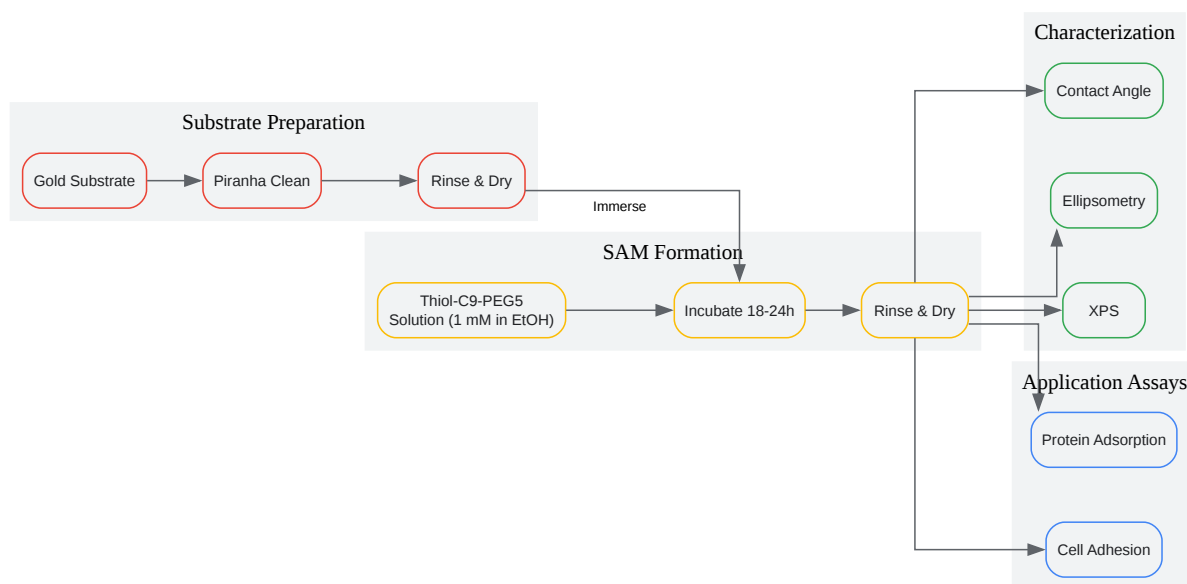 Substrate Preparation
Gold Substrate
Piranha Clean
Rinse & Dry
Immerse
SAM Formation
Thiol-C9-PEG5
Solution (1 mM in EtOH)
Incubate 18-24h
Rinse & Dry
Characterization
Contact Angle
Ellipsometry
XPS
Application Assays
Protein Adsorption
Cell Adhesion